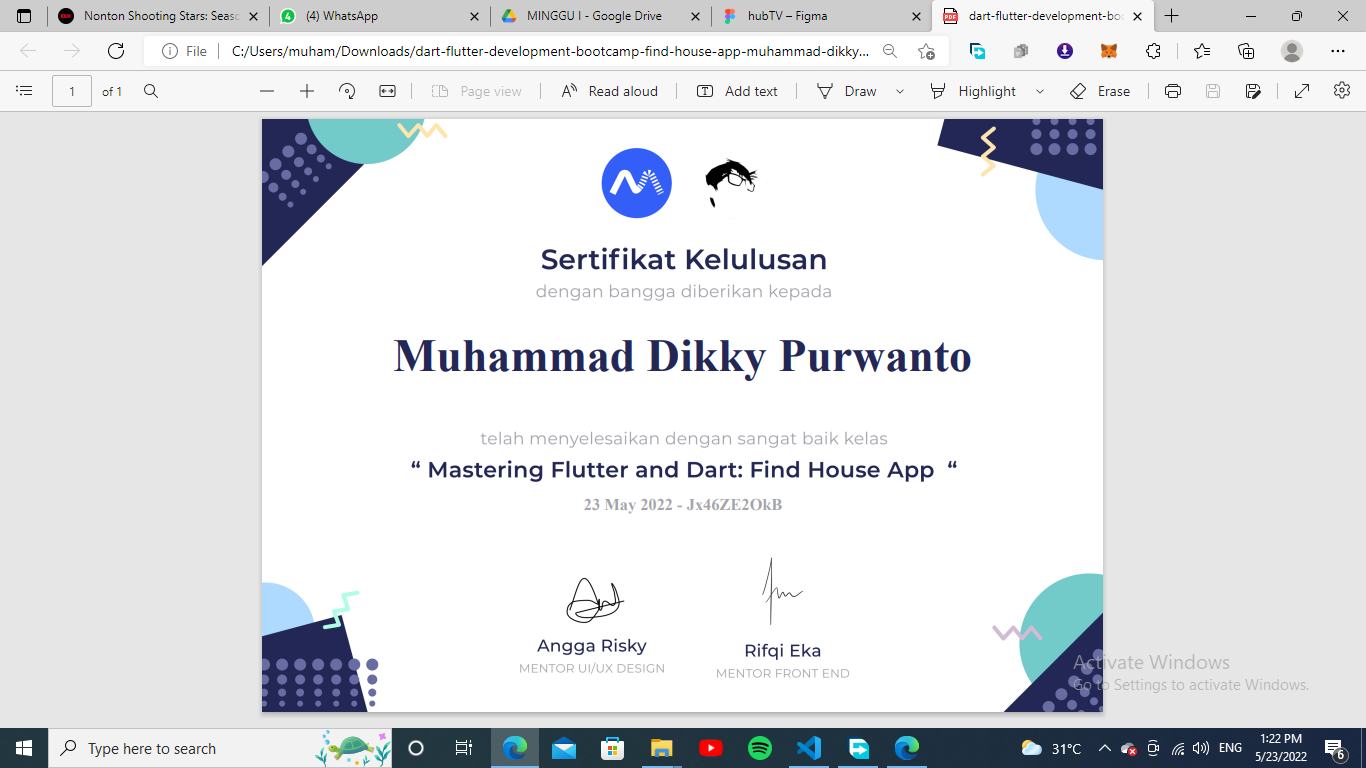 Nonton Shooting Stars: Seaso
(4) WhatsApp
MINGGU I - Google Drive
hubTV – Figma
dart-flutter-development-boo
File
C:/Users/muham/Downloads/dart-flutter-development-bootcamp-find-house-app-muhammad-dikky...
1
of 1
Page view
Read aloud
Add text
Draw
Highlight
Erase
Sertifikat Kelulusan
dengan bangga diberikan kepada
Muhammad Dikky Purwanto
telah menyelesaikan dengan sangat baik kelas
“ Mastering Flutter and Dart: Find House App “
23 May 2022 - Jx46ZE2OkB
Angga Risky
MENTOR UI/UX DESIGN
Rifqi Eka
MENTOR FRONT END
Activate Windows
Go to Settings to activate Windows.
Type here to search
31°C
ENG
1:22 PM
5/23/2022
6